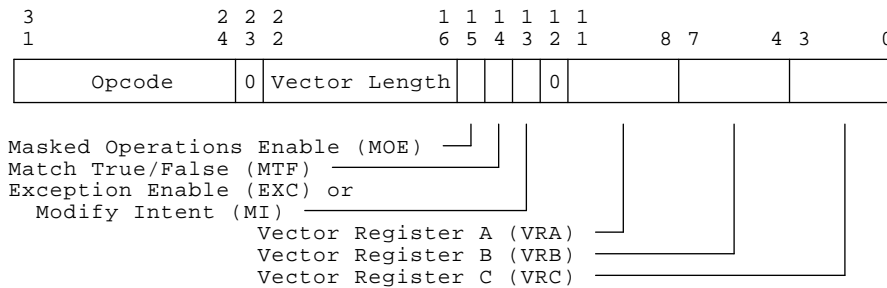 3 2 2 2 1 1 1 1 1 1
1 4 3 2 6 5 4 3 2 1 8 7 4 3 0
Opcode 0 Vector Length 0
Masked Operations Enable (MOE)
Match True/False (MTF)
Exception Enable (EXC) or
Modify Intent (MI)
Vector Register A (VRA)
Vector Register B (VRB)
Vector Register C (VRC)